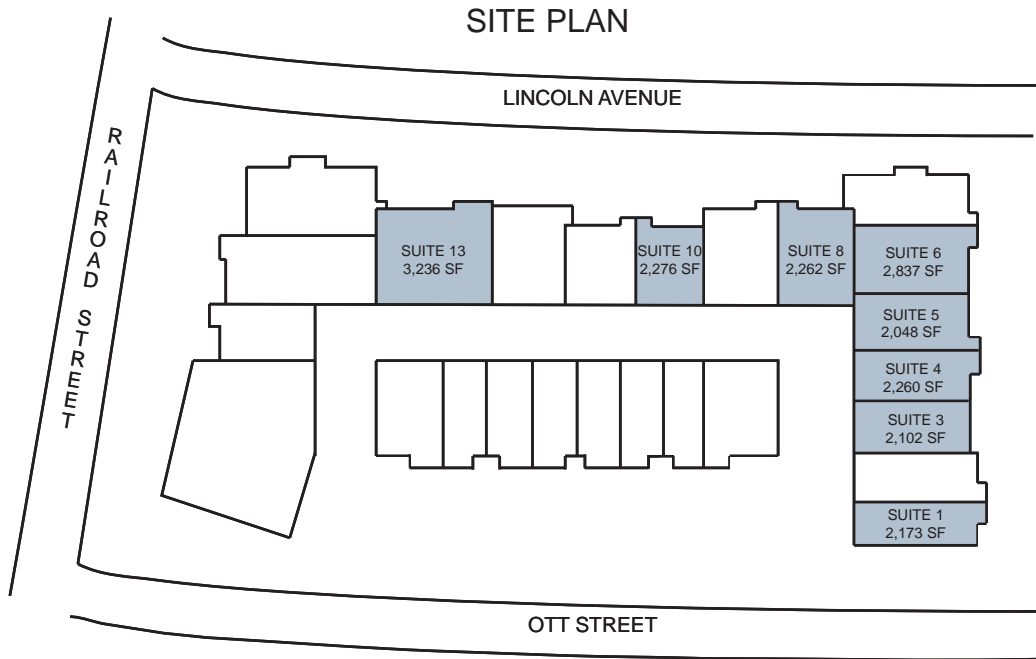 SITE PLAN
LINCOLN AVENUE
RAILROAD STREET
SUITE 13
3,236 SF
SUITE 10
2,276 SF
SUITE 8
2,262 SF
SUITE 6
2,837 SF
SUITE 5
2,048 SF
SUITE 4
2,260 SF
SUITE 3
2,102 SF
SUITE 1
2,173 SF
OTT STREET